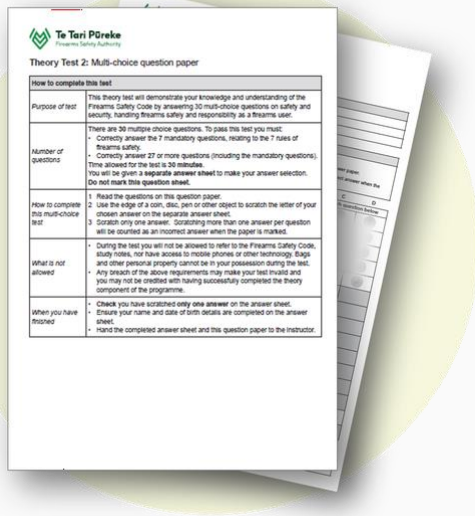 Te Tari Pūreke
Firearms Safety Authority
Theory Test 2: Multi-choice question paper
How to complete this test
Purpose of test
This theory test will demonstrate your knowledge and understanding of the
Firearms Safety Code by answering 30 multi-choice questions on safety and
security, handling firearms safely and responsibility as a firearms user.
Number of
questions
There are 30 multiple choice questions. To pass this test you must:
• Correctly answer the 7 mandatory questions, relating to the 7 rules of
firearms safety.
• Correctly answer 27 or more questions (including the mandatory questions).
Time allowed for the test is 30 minutes.
You will be given a separate answer sheet to make your answer selection.
Do not mark this question sheet.
How to complete
this multi-choice
test
1 Read the questions on this question paper.
2 Use the edge of a coin, disc, pen or other object to scratch the letter of your
chosen answer on the separate answer sheet.
3 Scratch only one answer. Scratching more than one answer per question
will be counted as an incorrect answer when the paper is marked.
What is not
allowed
• During the test you will not be allowed to refer to the Firearms Safety Code,
study notes, nor have access to mobile phones or other technology. Bags
and other personal property cannot be in your possession during the test.
• Any breach of the above requirements may make your test invalid and
you may not be credited with having successfully completed the theory
component of the programme.
When you have
finished
• Check you have scratched only one answer on the answer sheet.
• Ensure your name and date of birth details are completed on the answer
sheet.
• Hand the completed answer sheet and this question paper to the instructor.
paper.
answer when the
question below
C D